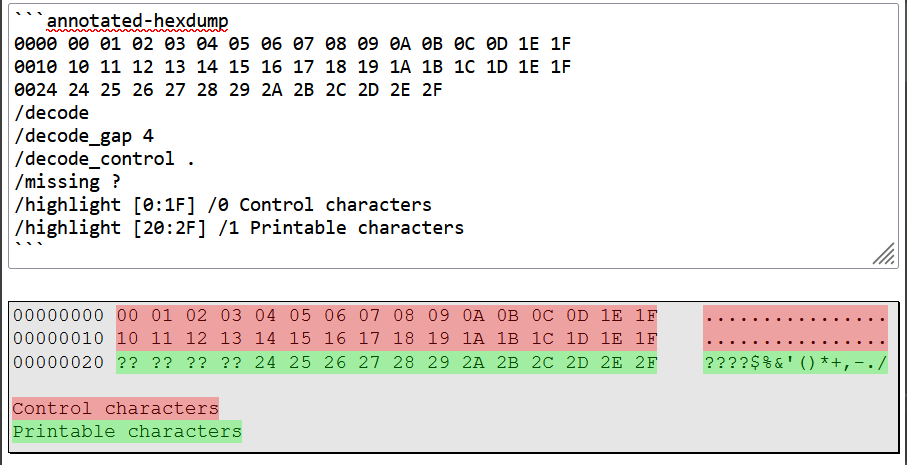 ```annotated-hexdump
0000 00 01 02 03 04 05 06 07 08 09 0A 0B 0C 0D 1E 1F
0010 10 11 12 13 14 15 16 17 18 19 1A 1B 1C 1D 1E 1F
0024 24 25 26 27 28 29 2A 2B 2C 2D 2E 2F
/decode
/decode_gap 4
/decode_control .
/missing ?
/highlight [0:1F] /0 Control characters
/highlight [20:2F] /1 Printable characters
```
00000000 00 01 02 03 04 05 06 07 08 09 0A 0B 0C 0D 1E 1F    ................
00000010 10 11 12 13 14 15 16 17 18 19 1A 1B 1C 1D 1E 1F    ................
00000020 ?? ?? ?? ?? 24 25 26 27 28 29 2A 2B 2C 2D 2E 2F    ????$%&'()*+,-./
Control characters
Printable characters